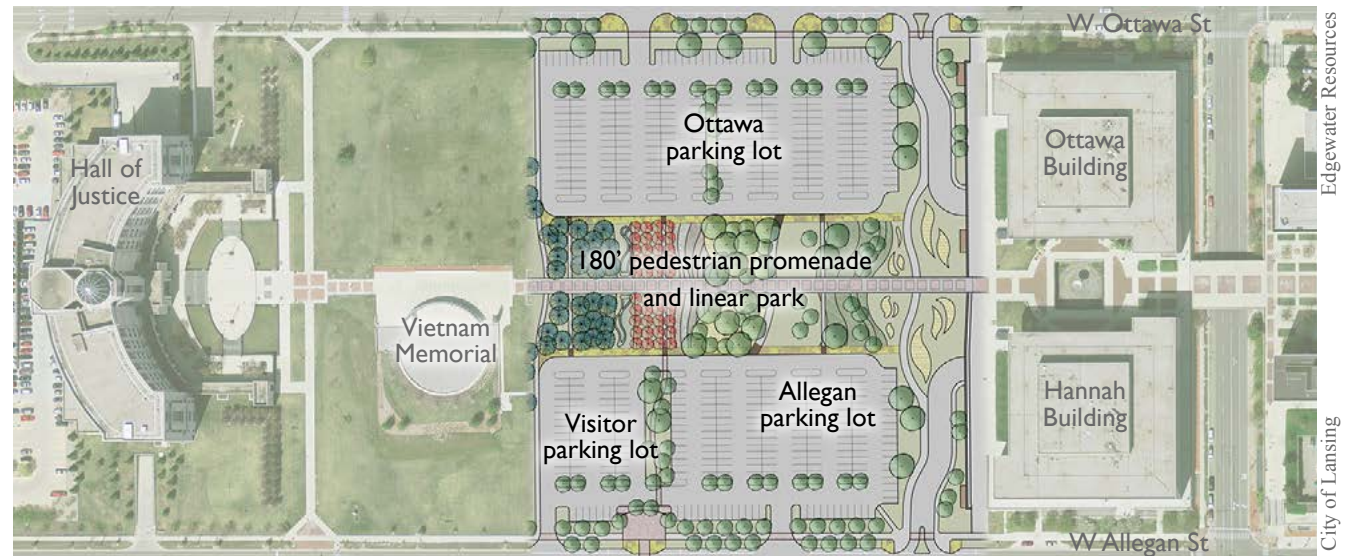 W Ottawa St
Edgewater Resources
Hall of
Justice
Ottawa
parking lot
Ottawa
Building
180' pedestrian promenade
and linear park
Vietnam
Memorial
Visitor
parking lot
Allegan
parking lot
Hannah
Building
City of Lansing
W Allegan St